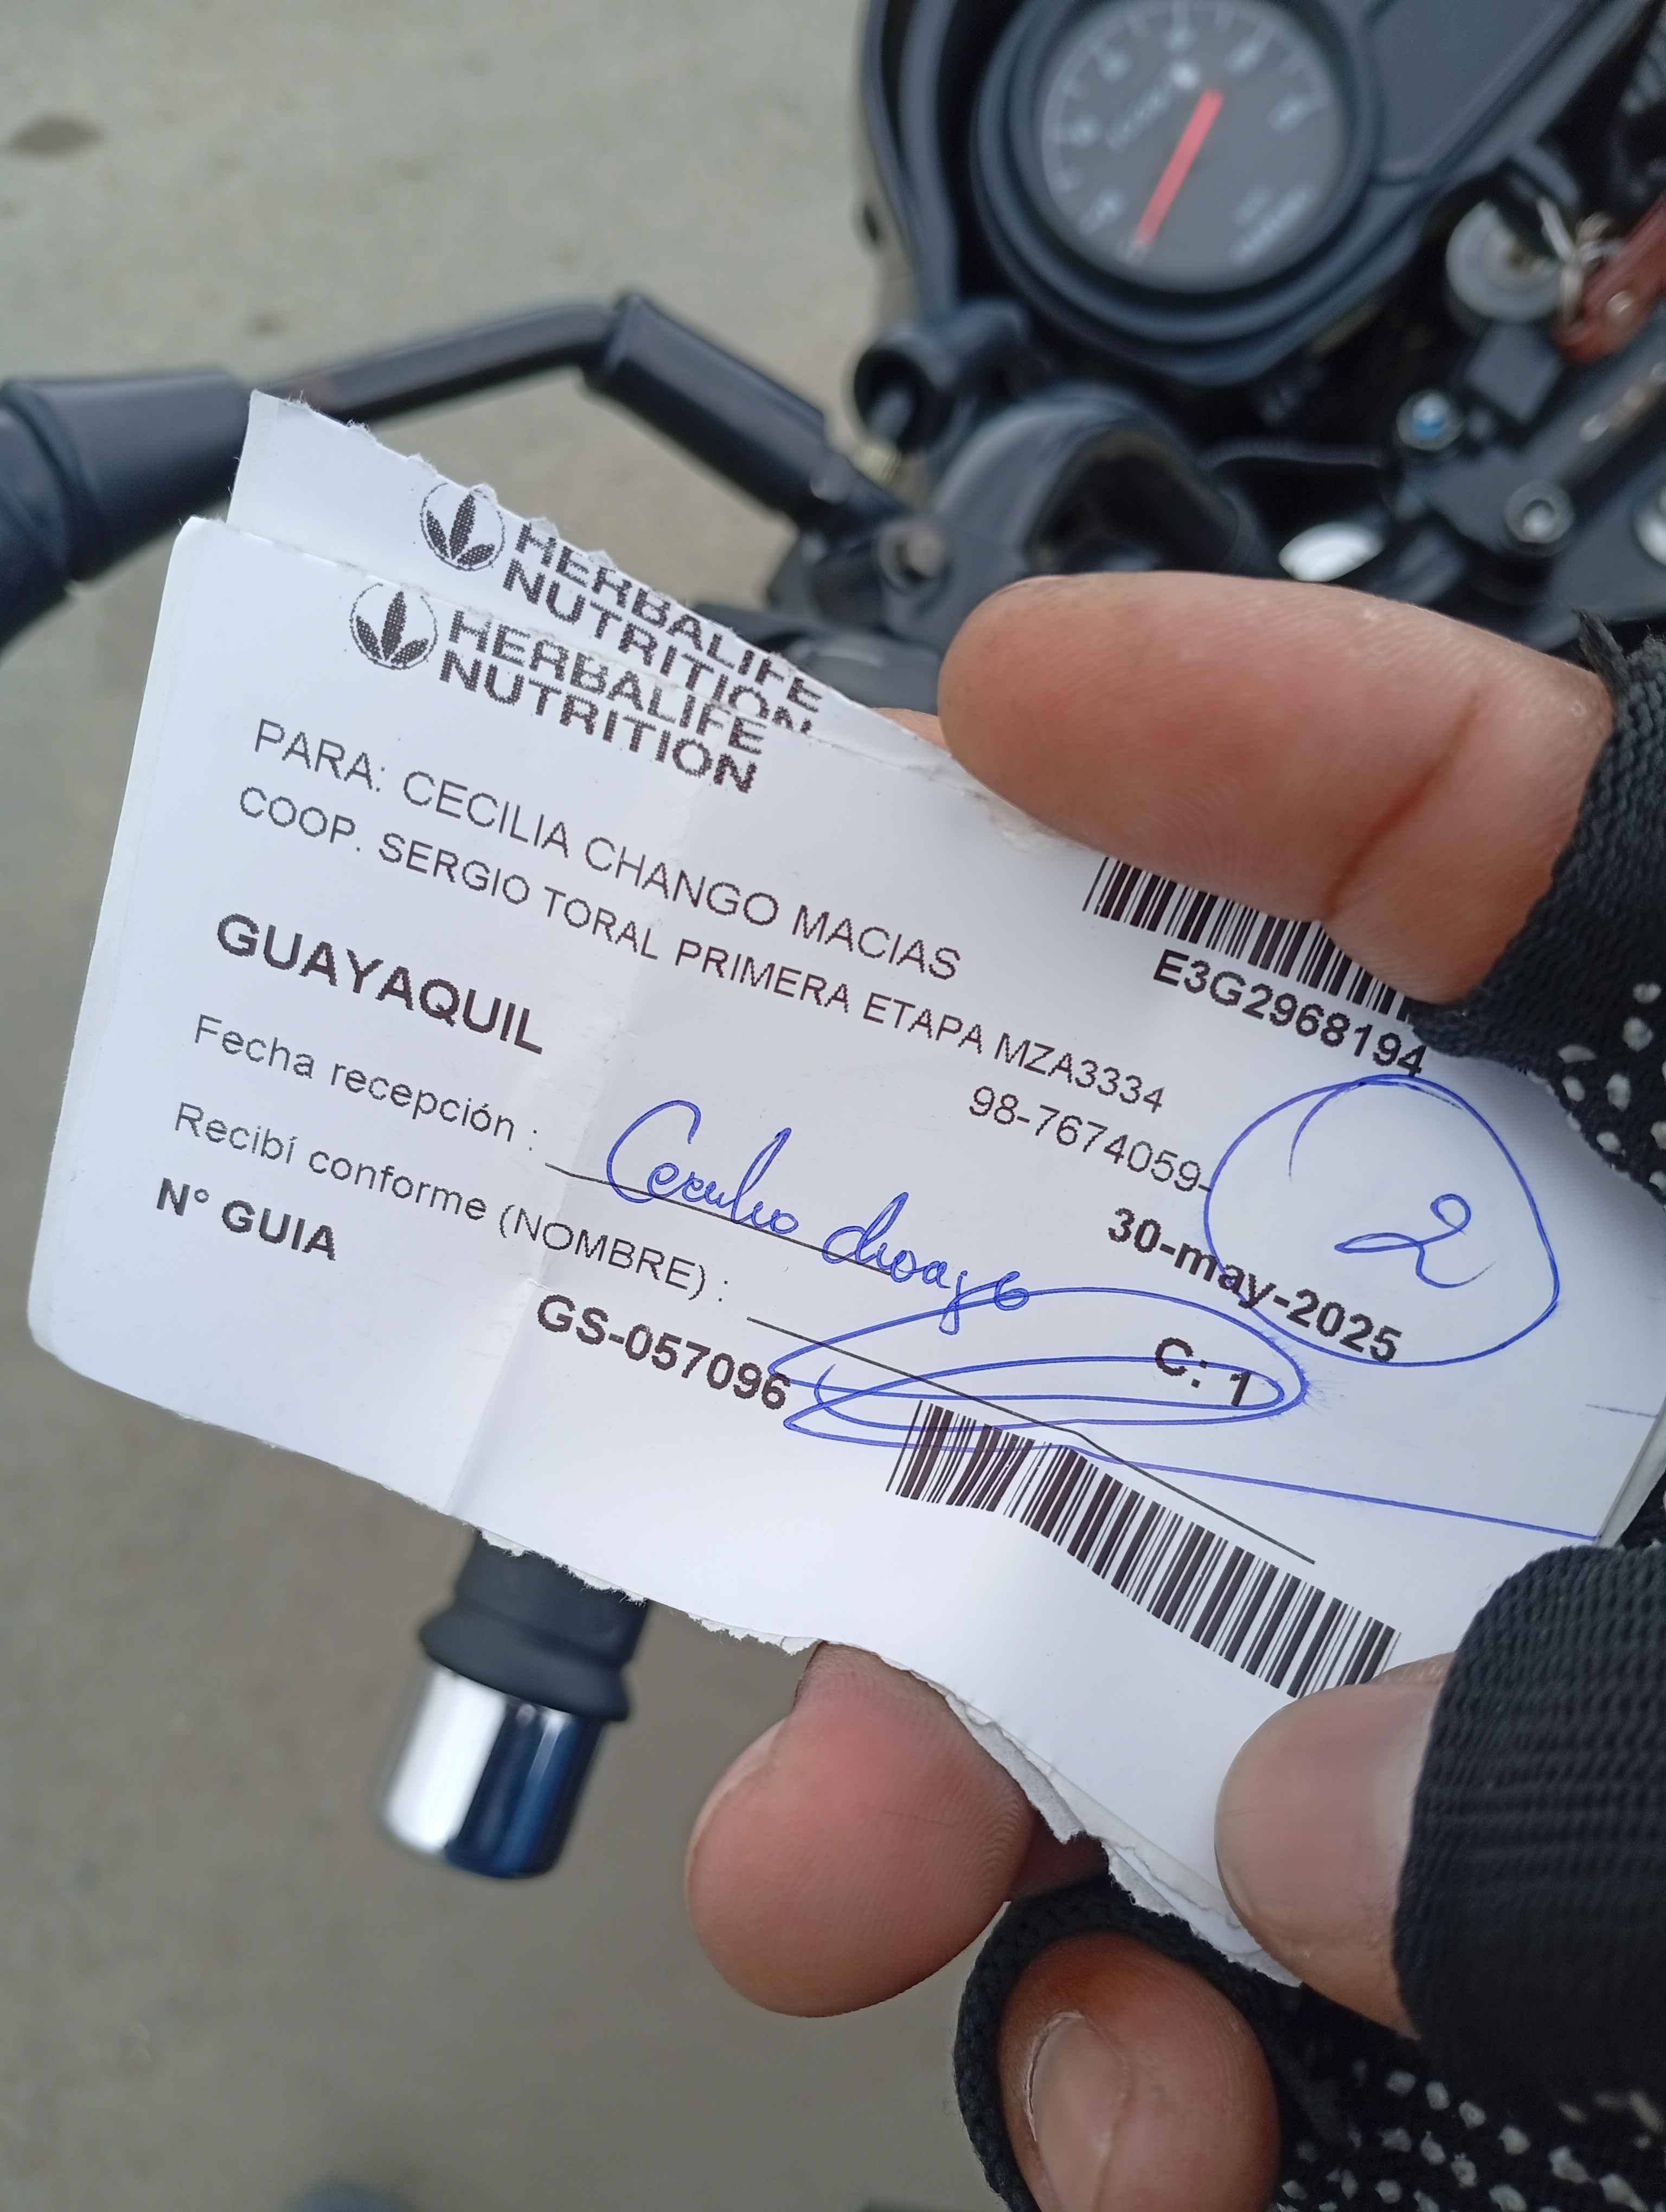 HERBALIFE
NUTRITION
HERBALIFE
NUTRITION
PARA: CECILIA CHANGO MACIAS
E3G2968194
COOP. SERGIO TORAL PRIMERA ETAPA MZA3334
98-7674059-
GUAYAQUIL
30-may-2025
2
Fecha recepción :
Recibí conforme (NOMBRE) :
C: 1
N° GUIA
GS-057096